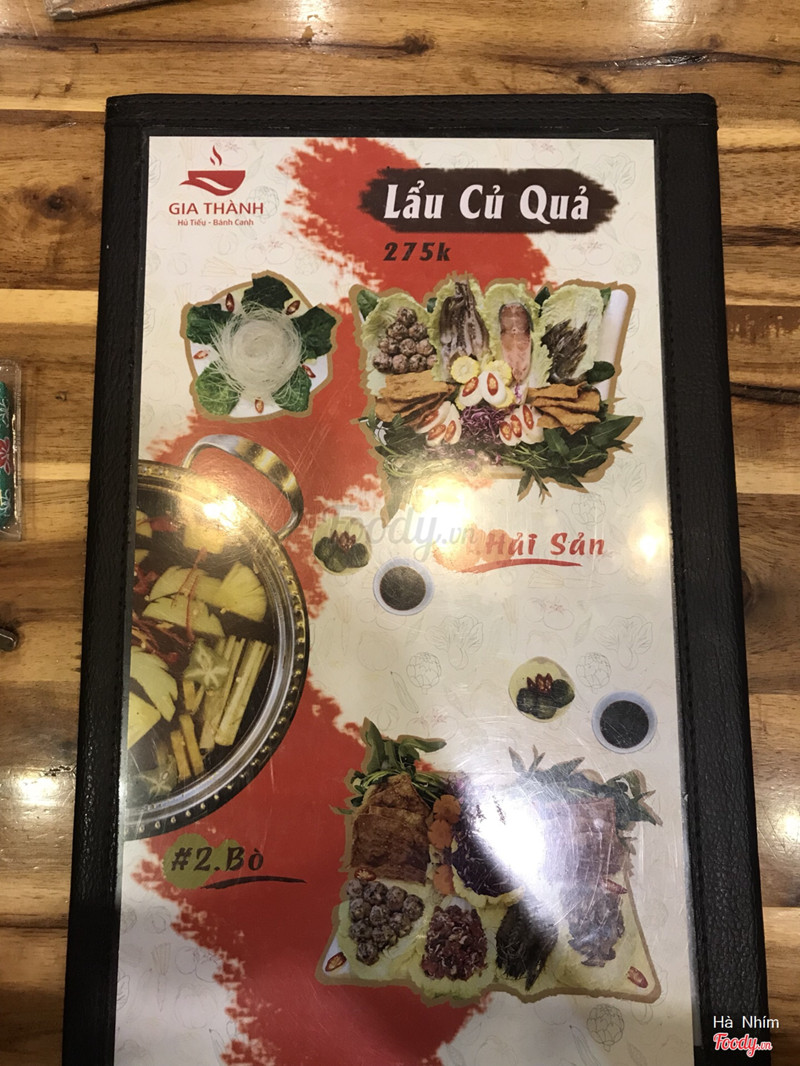 GIA THÀNH
Hủ Tiếu - Bánh Canh
Lẩu Củ Quả
275k
Foody.vn
Hải Sản
#2.Bò
Hà Nhím
Foody.vn